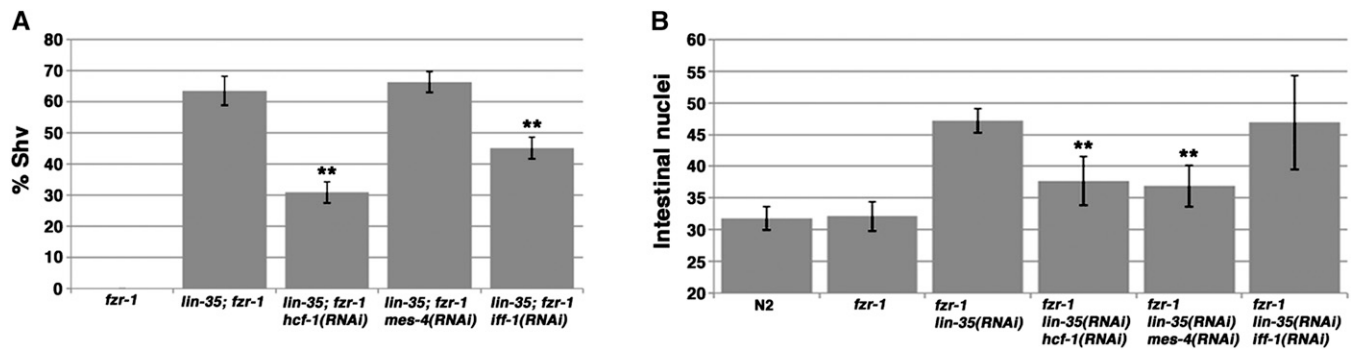 A
% Shv
80
70
60
50
40
30
20
10
0
**
**
fzr-1
lin-35; fzr-1
lin-35; fzr-1
hcf-1(RNAi)
lin-35; fzr-1
mes-4(RNAi)
lin-35; fzr-1
iff-1(RNAi)
B
Intestinal nuclei
60
55
50
45
40
35
30
25
20
**
**
N2
fzr-1
fzr-1
lin-35(RNAi)
fzr-1
lin-35(RNAi)
hcf-1(RNAi)
fzr-1
lin-35(RNAi)
mes-4(RNAi)
fzr-1
lin-35(RNAi)
iff-1(RNAi)